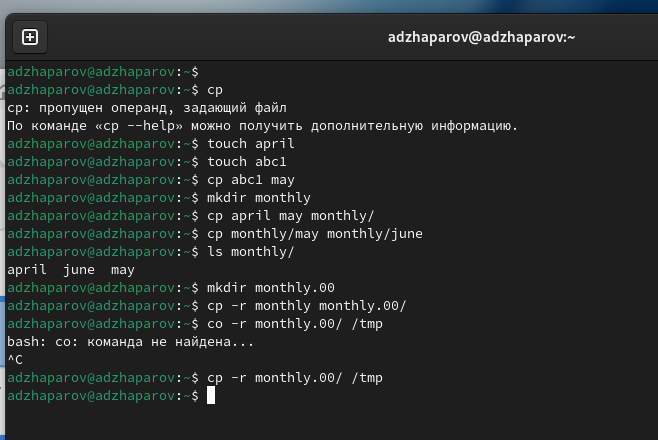 adzhaparov@adzhaparov:~
adzhaparov@adzhaparov:~$
adzhaparov@adzhaparov:~$ cp
cp: пропущен операнд, задающий файл
По команде «cp --help» можно получить дополнительную информацию.
adzhaparov@adzhaparov:~$ touch april
adzhaparov@adzhaparov:~$ touch abc1
adzhaparov@adzhaparov:~$ cp abc1 may
adzhaparov@adzhaparov:~$ mkdir monthly
adzhaparov@adzhaparov:~$ cp april may monthly/
adzhaparov@adzhaparov:~$ cp monthly/may monthly/june
adzhaparov@adzhaparov:~$ ls monthly/
april  june  may
adzhaparov@adzhaparov:~$ mkdir monthly.00
adzhaparov@adzhaparov:~$ cp -r monthly monthly.00/
adzhaparov@adzhaparov:~$ co -r monthly.00/ /tmp
bash: co: команда не найдена...
^C
adzhaparov@adzhaparov:~$ cp -r monthly.00/ /tmp
adzhaparov@adzhaparov:~$